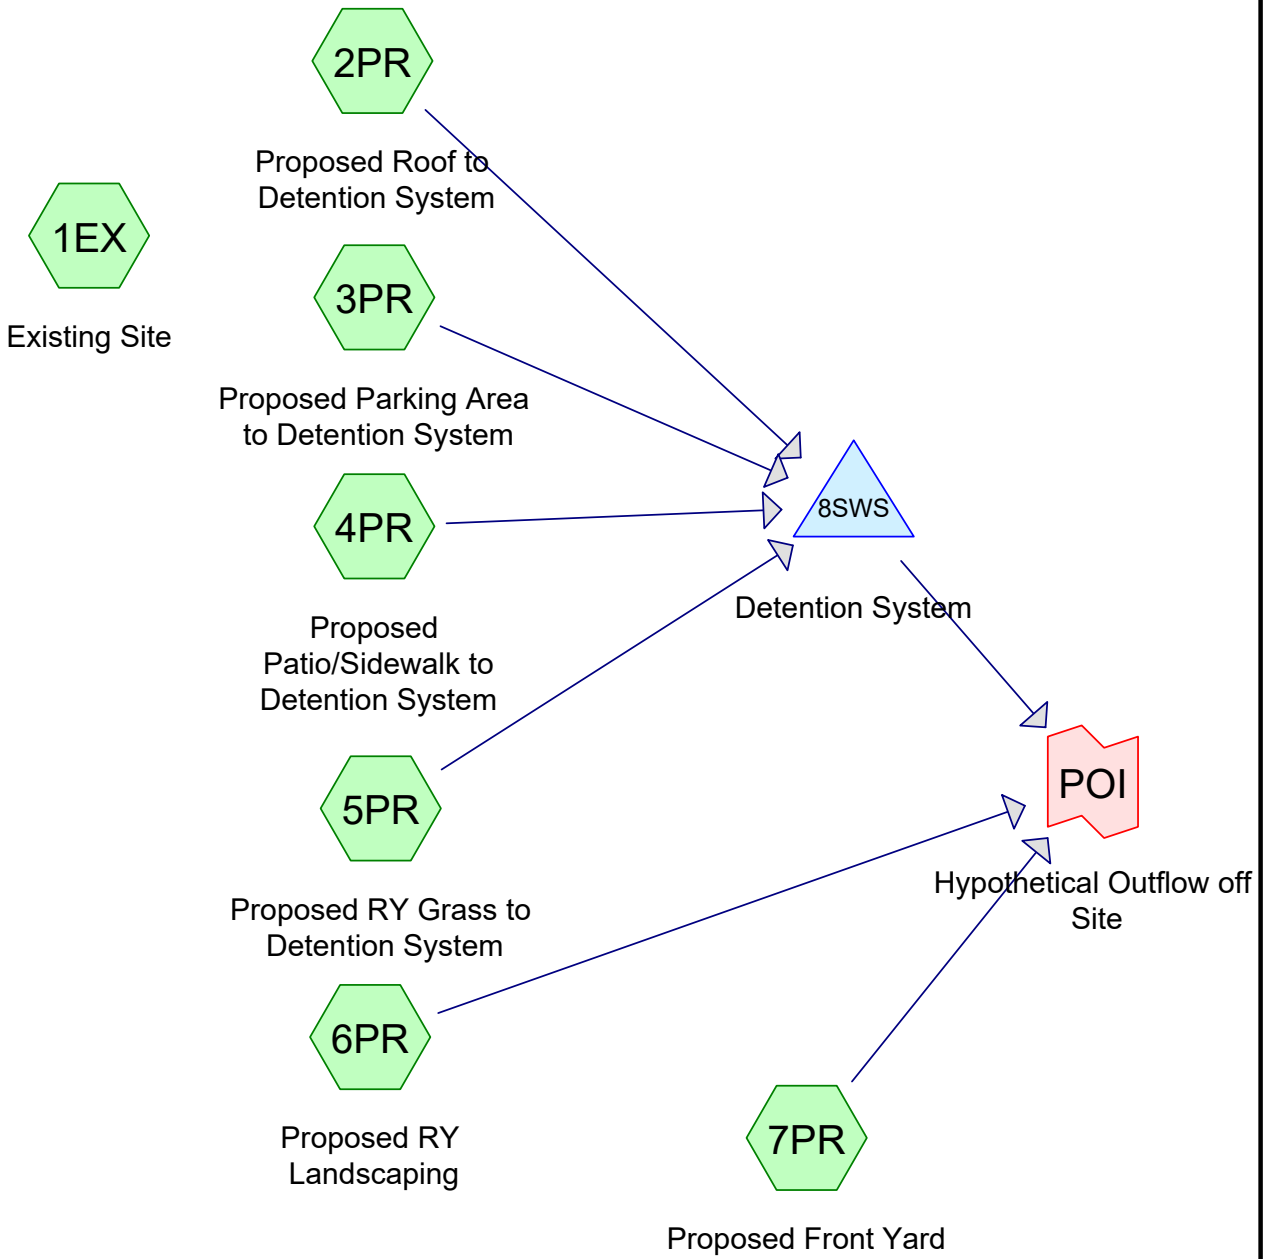 2PR
Proposed Roof to
Detention System
1EX
Existing Site
3PR
Proposed Parking Area
to Detention System
4PR
Proposed
Patio/Sidewalk to
Detention System
8SWS
Detention System
5PR
Proposed RY Grass to
Detention System
POI
Hypothetical Outflow off
Site
6PR
Proposed RY
Landscaping
7PR
Proposed Front Yard